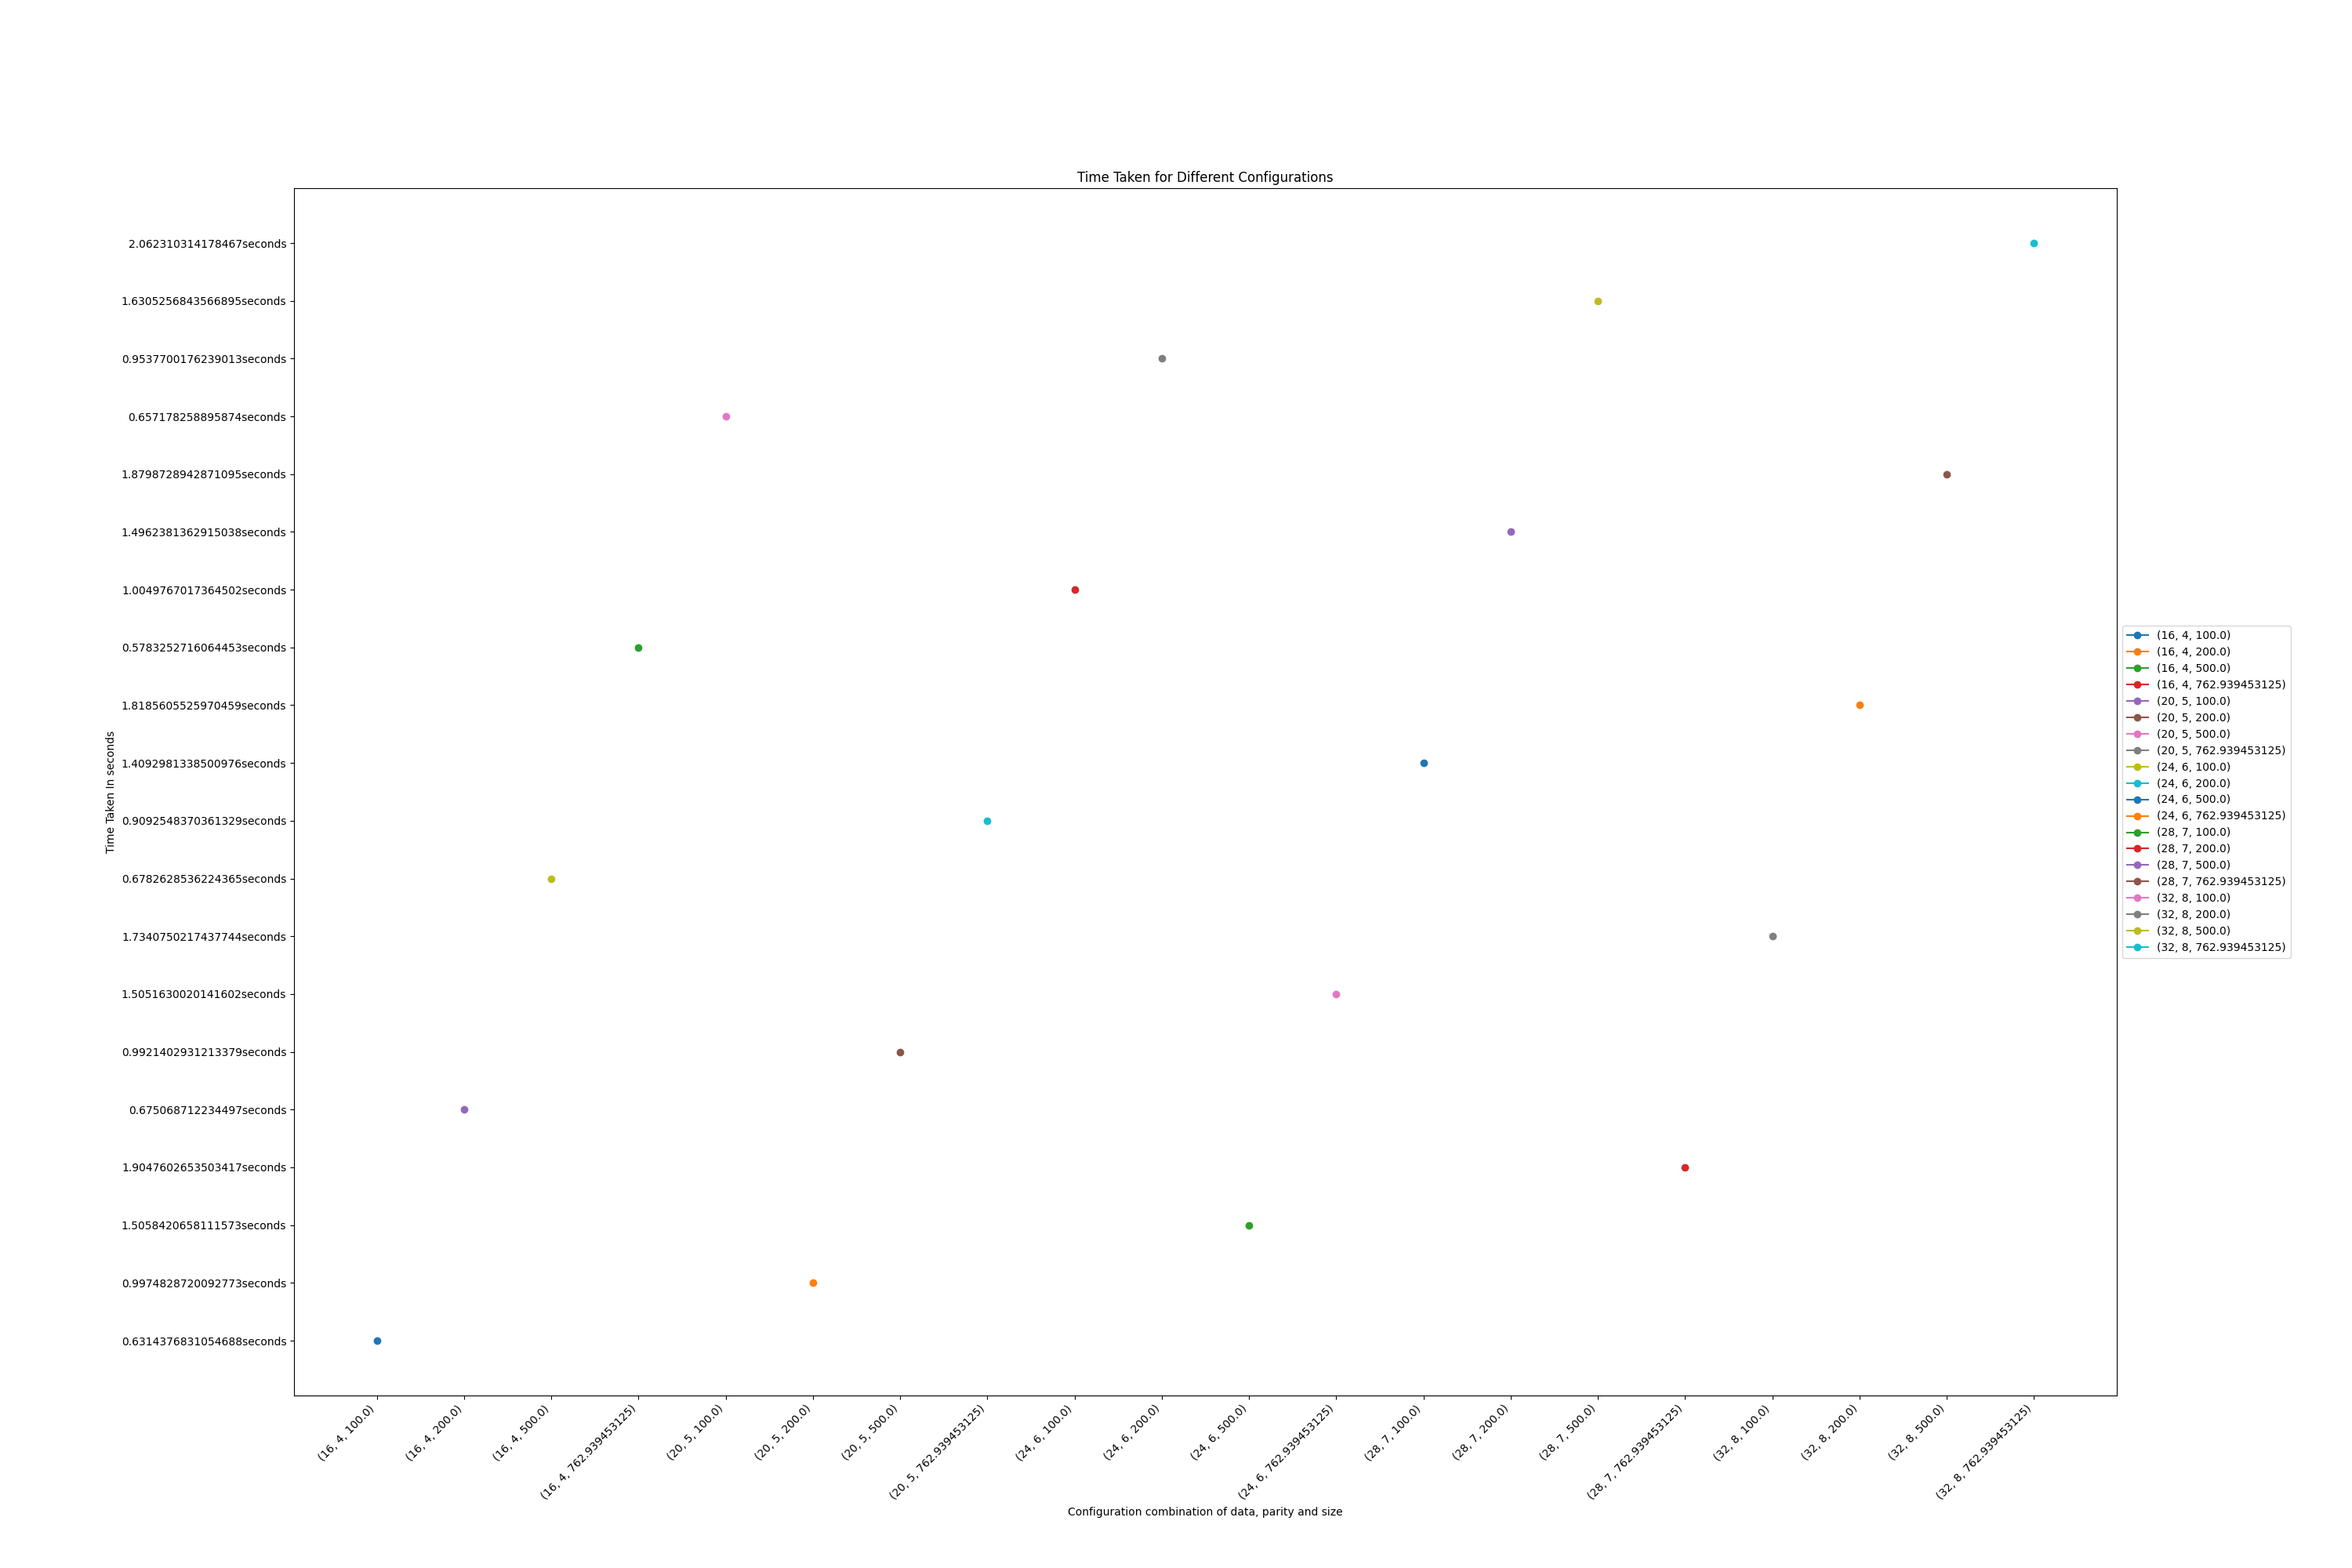 Time Taken for Different Configurations
2.062310314178467seconds
1.6305256843566895seconds
0.9537700176239013seconds
0.657178258895874seconds
1.8798728942871095seconds
1.4962381362915038seconds
1.0049767017364502seconds
0.5783252716064453seconds
1.8185605525970459seconds
1.4092981338500976seconds
0.9092548370361329seconds
0.6782628536224365seconds
1.7340750217437744seconds
1.5051630020141602seconds
0.9921402931213379seconds
0.675068712234497seconds
1.9047602653503417seconds
1.5058420658111573seconds
0.9974828720092773seconds
0.6314376831054688seconds
Time Taken In seconds
(16, 4, 100.0)
(16, 4, 200.0)
(16, 4, 500.0)
(16, 4, 762.939453125)
(20, 5, 100.0)
(20, 5, 200.0)
(20, 5, 500.0)
(20, 5, 762.939453125)
(24, 6, 100.0)
(24, 6, 200.0)
(24, 6, 500.0)
(24, 6, 762.939453125)
(28, 7, 100.0)
(28, 7, 200.0)
(28, 7, 500.0)
(28, 7, 762.939453125)
(32, 8, 100.0)
(32, 8, 200.0)
(32, 8, 500.0)
(32, 8, 762.939453125)
Configuration combination of data, parity and size
(16, 4, 100.0)
(16, 4, 200.0)
(16, 4, 500.0)
(16, 4, 762.939453125)
(20, 5, 100.0)
(20, 5, 200.0)
(20, 5, 500.0)
(20, 5, 762.939453125)
(24, 6, 100.0)
(24, 6, 200.0)
(24, 6, 500.0)
(24, 6, 762.939453125)
(28, 7, 100.0)
(28, 7, 200.0)
(28, 7, 500.0)
(28, 7, 762.939453125)
(32, 8, 100.0)
(32, 8, 200.0)
(32, 8, 500.0)
(32, 8, 762.939453125)